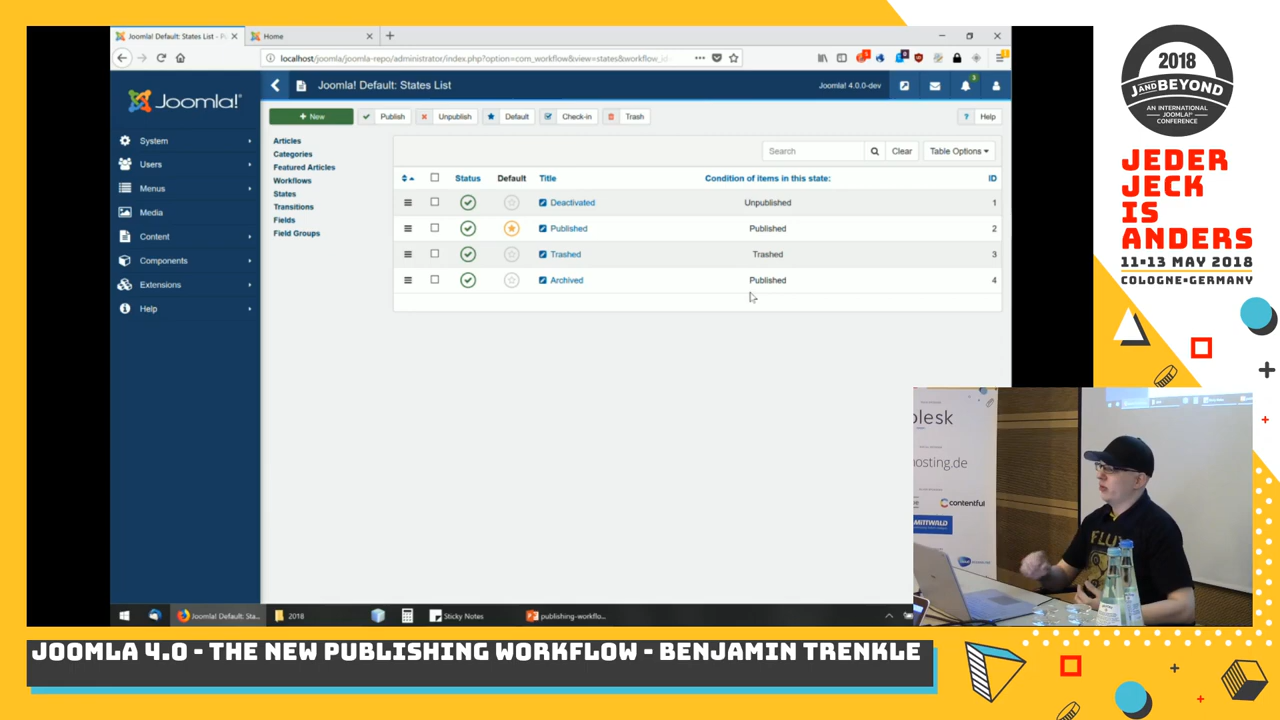 Joomla! Default: States List - Pu
Home
localhost/joomla/joomla-repo/administrator/index.php?option=com_workflow&view=states&workflow_id
Joomla!
Joomla! Default: States List
Joomla! 4.0.0-dev
3
New
Publish
Unpublish
Default
Check-in
Trash
? Help
System
Users
Menus
Media
Content
Components
Extensions
Help
Articles
Categories
Featured Articles
Workflows
States
Transitions
Fields
Field Groups
Search
Clear
Table Options
Status
Default
Title
Condition of items in this state:
ID
Deactivated
Unpublished
1
Published
Published
2
Trashed
Trashed
3
Archived
Published
4
Joomla! Default: Sta...
2018
Sticky Notes
publishing-workflo...
2018
JANDBEYOND
AN INTERNATIONAL
JOOMLA!
CONFERENCE
JEDER
JECK
IS
ANDERS
11-13 MAY 2018
COLOGNE•GERMANY
lesk
hosting.de
contentful
MITTWALD
FLUX
JOOMLA 4.0 - THE NEW PUBLISHING WORKFLOW - BENJAMIN TRENKLE